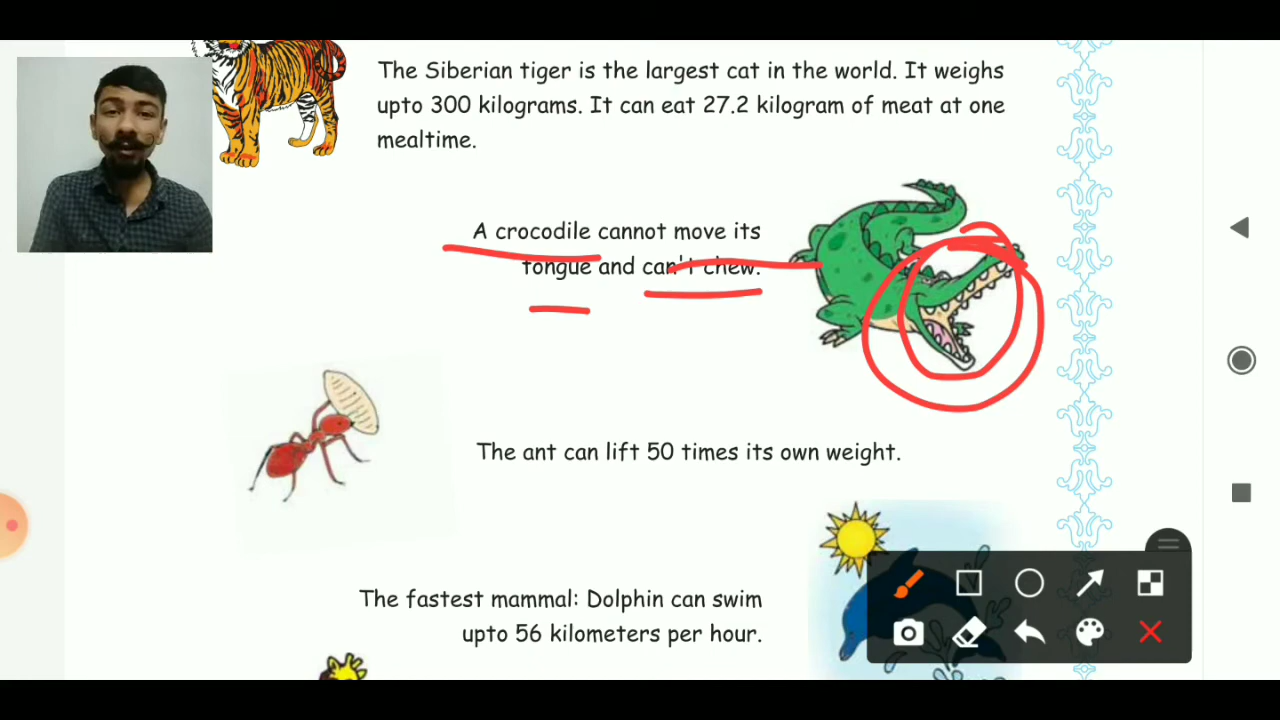 The Siberian tiger is the largest cat in the world. It weighs
upto 300 kilograms. It can eat 27.2 kilogram of meat at one
mealtime.
A crocodile cannot move its
tongue and can't chew.
The ant can lift 50 times its own weight.
The fastest mammal: Dolphin can swim
upto 56 kilometers per hour.